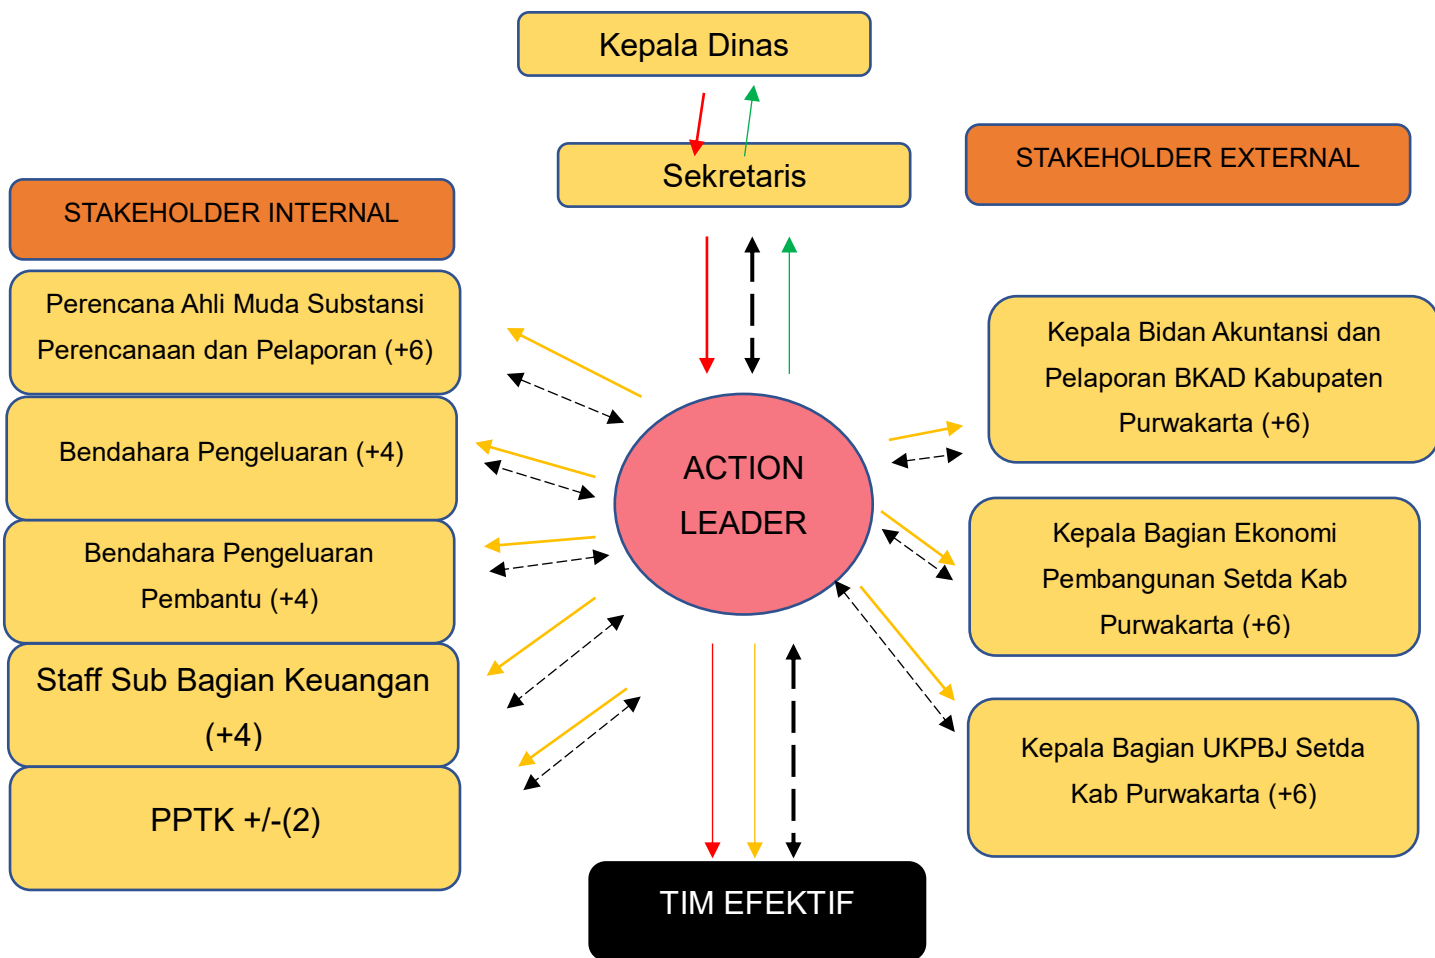 Kepala Dinas
Sekretaris
STAKEHOLDER EXTERNAL
STAKEHOLDER INTERNAL
Perencana Ahli Muda Substansi
Perencanaan dan Pelaporan (+6)
Bendahara Pengeluaran (+4)
Bendahara Pengeluaran
Pembantu (+4)
Staff Sub Bagian Keuangan
(+4)
PPTK +/-(2)
ACTION
LEADER
Kepala Bidan Akuntansi dan
Pelaporan BKAD Kabupaten
Purwakarta (+6)
Kepala Bagian Ekonomi
Pembangunan Setda Kab
Purwakarta (+6)
Kepala Bagian UKPBJ Setda
Kab Purwakarta (+6)
TIM EFEKTIF